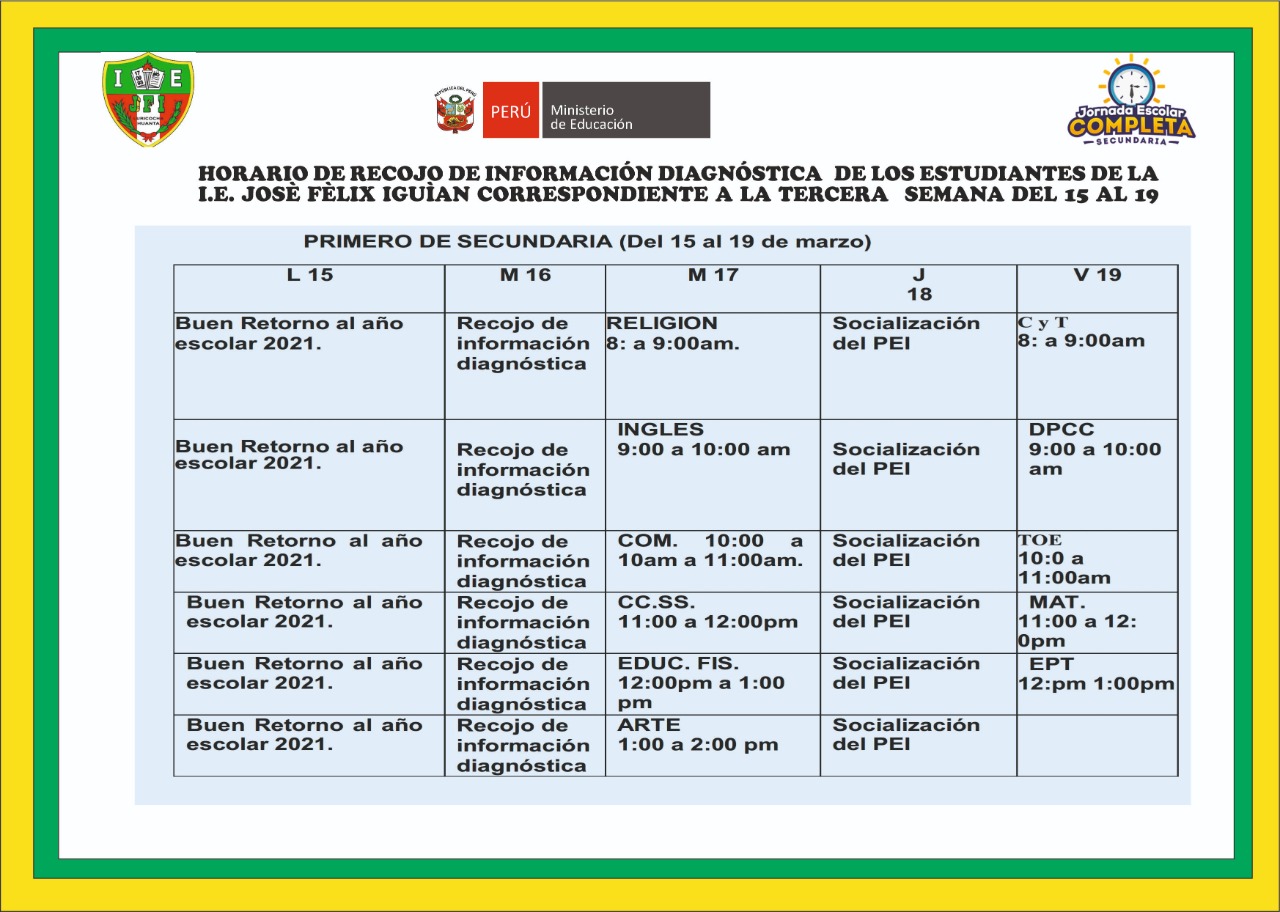 I E
JFI
HUANTA
REPÚBLICA DEL PERÚ
PERÚ
Ministerio
de Educación
Jornada Escolar
COMPLETA
SECUNDARIA
HORARIO DE RECOJO DE INFORMACIÓN DIAGNÓSTICA DE LOS ESTUDIANTES DE LA
I.E. JOSÈ FÈLIX IGUÌAN CORRESPONDIENTE A LA TERCERA SEMANA DEL 15 AL 19
PRIMERO DE SECUNDARIA (Del 15 al 19 de marzo)
L 15
M 16
M 17
J
18
V 19
Buen Retorno al año
escolar 2021.
Recojo de
información
diagnóstica
RELIGION
8: a 9:00am.
Socialización
del PEI
C y T
8: a 9:00am
Buen Retorno al año
escolar 2021.
Recojo de
información
diagnóstica
INGLES
9:00 a 10:00 am
Socialización
del PEI
DPCC
9:00 a 10:00
am
Buen Retorno al año
escolar 2021.
Recojo de
información
diagnóstica
COM. 10:00 a
10am a 11:00am.
Socialización
del PEI
TOE
10:0 a
11:00am
Buen Retorno al año
escolar 2021.
Recojo de
información
diagnóstica
CC.SS.
11:00 a 12:00pm
Socialización
del PEI
MAT.
11:00 a 12:
0pm
Buen Retorno al año
escolar 2021.
Recojo de
información
diagnóstica
EDUC. FIS.
12:00pm a 1:00
pm
Socialización
del PEI
EPT
12:pm 1:00pm
Buen Retorno al año
escolar 2021.
Recojo de
información
diagnóstica
ARTE
1:00 a 2:00 pm
Socialización
del PEI